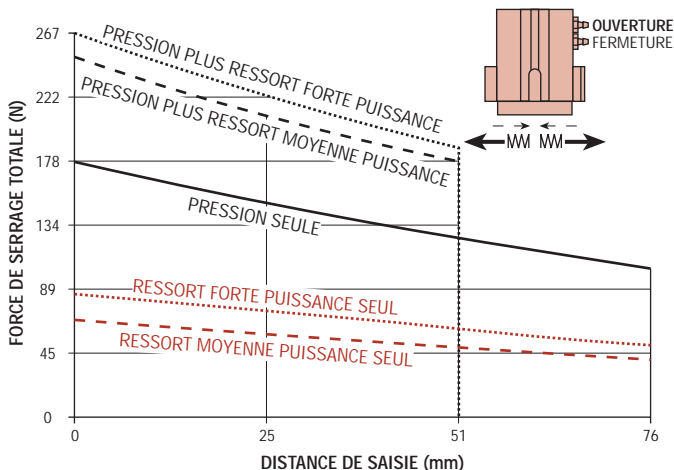 FORCE DE SERRAGE TOTALE (N)
267
222
178
134
89
45
0
PRESSION PLUS RESSORT FORTE PUISSANCE
PRESSION PLUS RESSORT MOYENNE PUISSANCE
PRESSION SEULE
RESSORT FORTE PUISSANCE SEUL
RESSORT MOYENNE PUISSANCE SEUL
OUVERTURE
FERMETURE
0
25
51
76
DISTANCE DE SAISIE (mm)